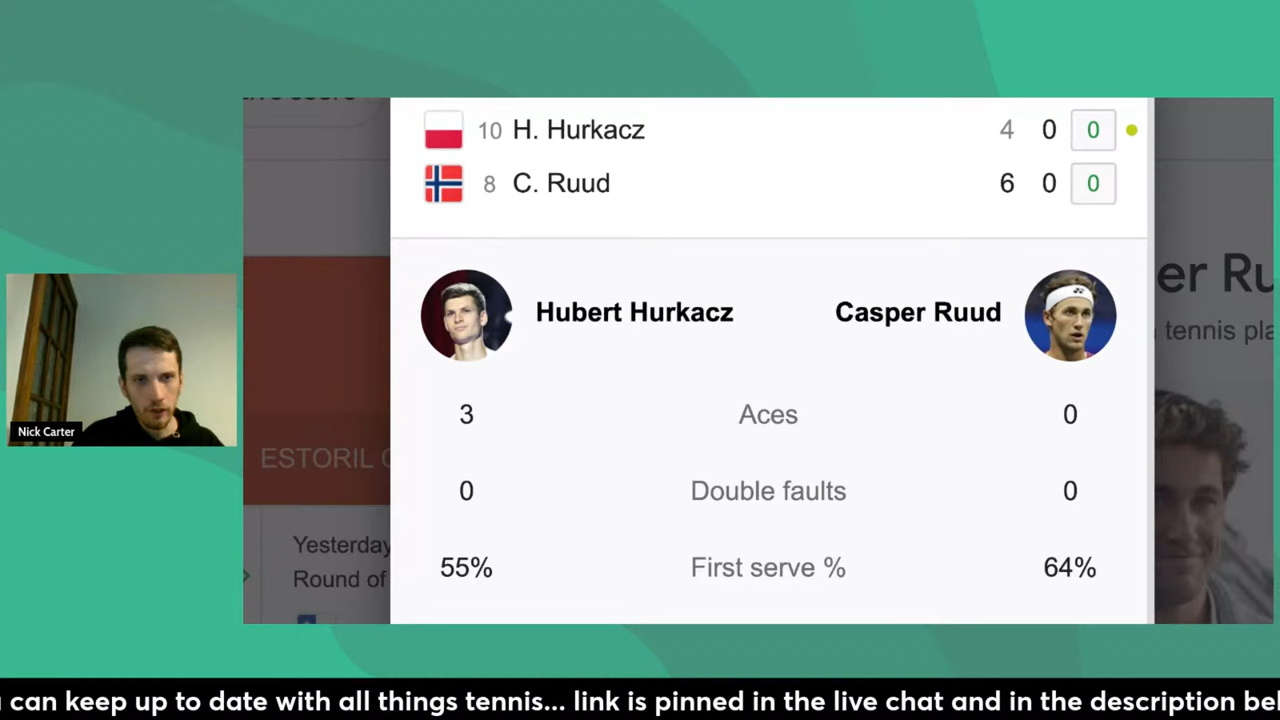 10 H. Hurkacz 4 0 0
8 C. Ruud 6 0 0
Hubert Hurkacz Casper Ruud
er Ru
tennis pla
3 Aces 0
Nick Carter
ESTORIL
0 Double faults 0
Yesterday
55% First serve % 64%
Round of
can keep up to date with all things tennis... link is pinned in the live chat and in the description bel